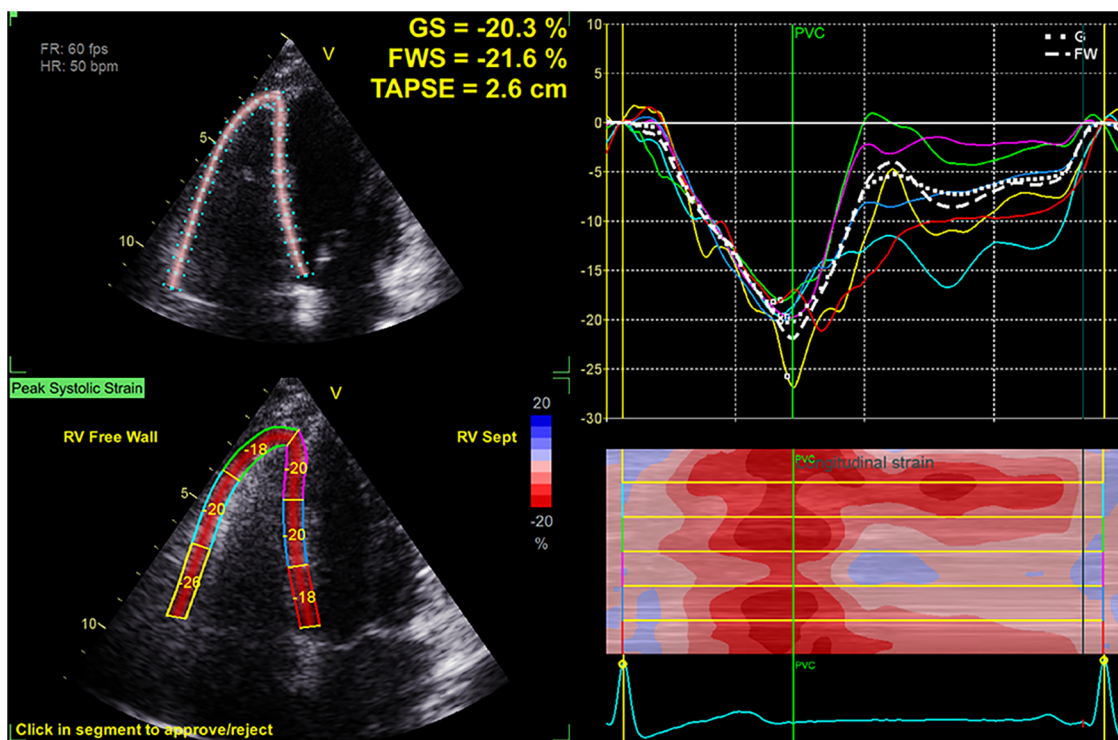 FR: 60 fps
HR: 50 bpm
V
GS = -20.3 %
FWS = -21.6 %
TAPSE = 2.6 cm
5
10
Peak Systolic Strain
V
RV Free Wall
RV Sept
20
-20
%
-18
-20
-20
-20
-26
-18
5
10
Click in segment to approve/reject
10
5
0
-5
-10
-15
-20
-25
-30
PVC
G
FW
PVC
Longitudinal strain
PVC